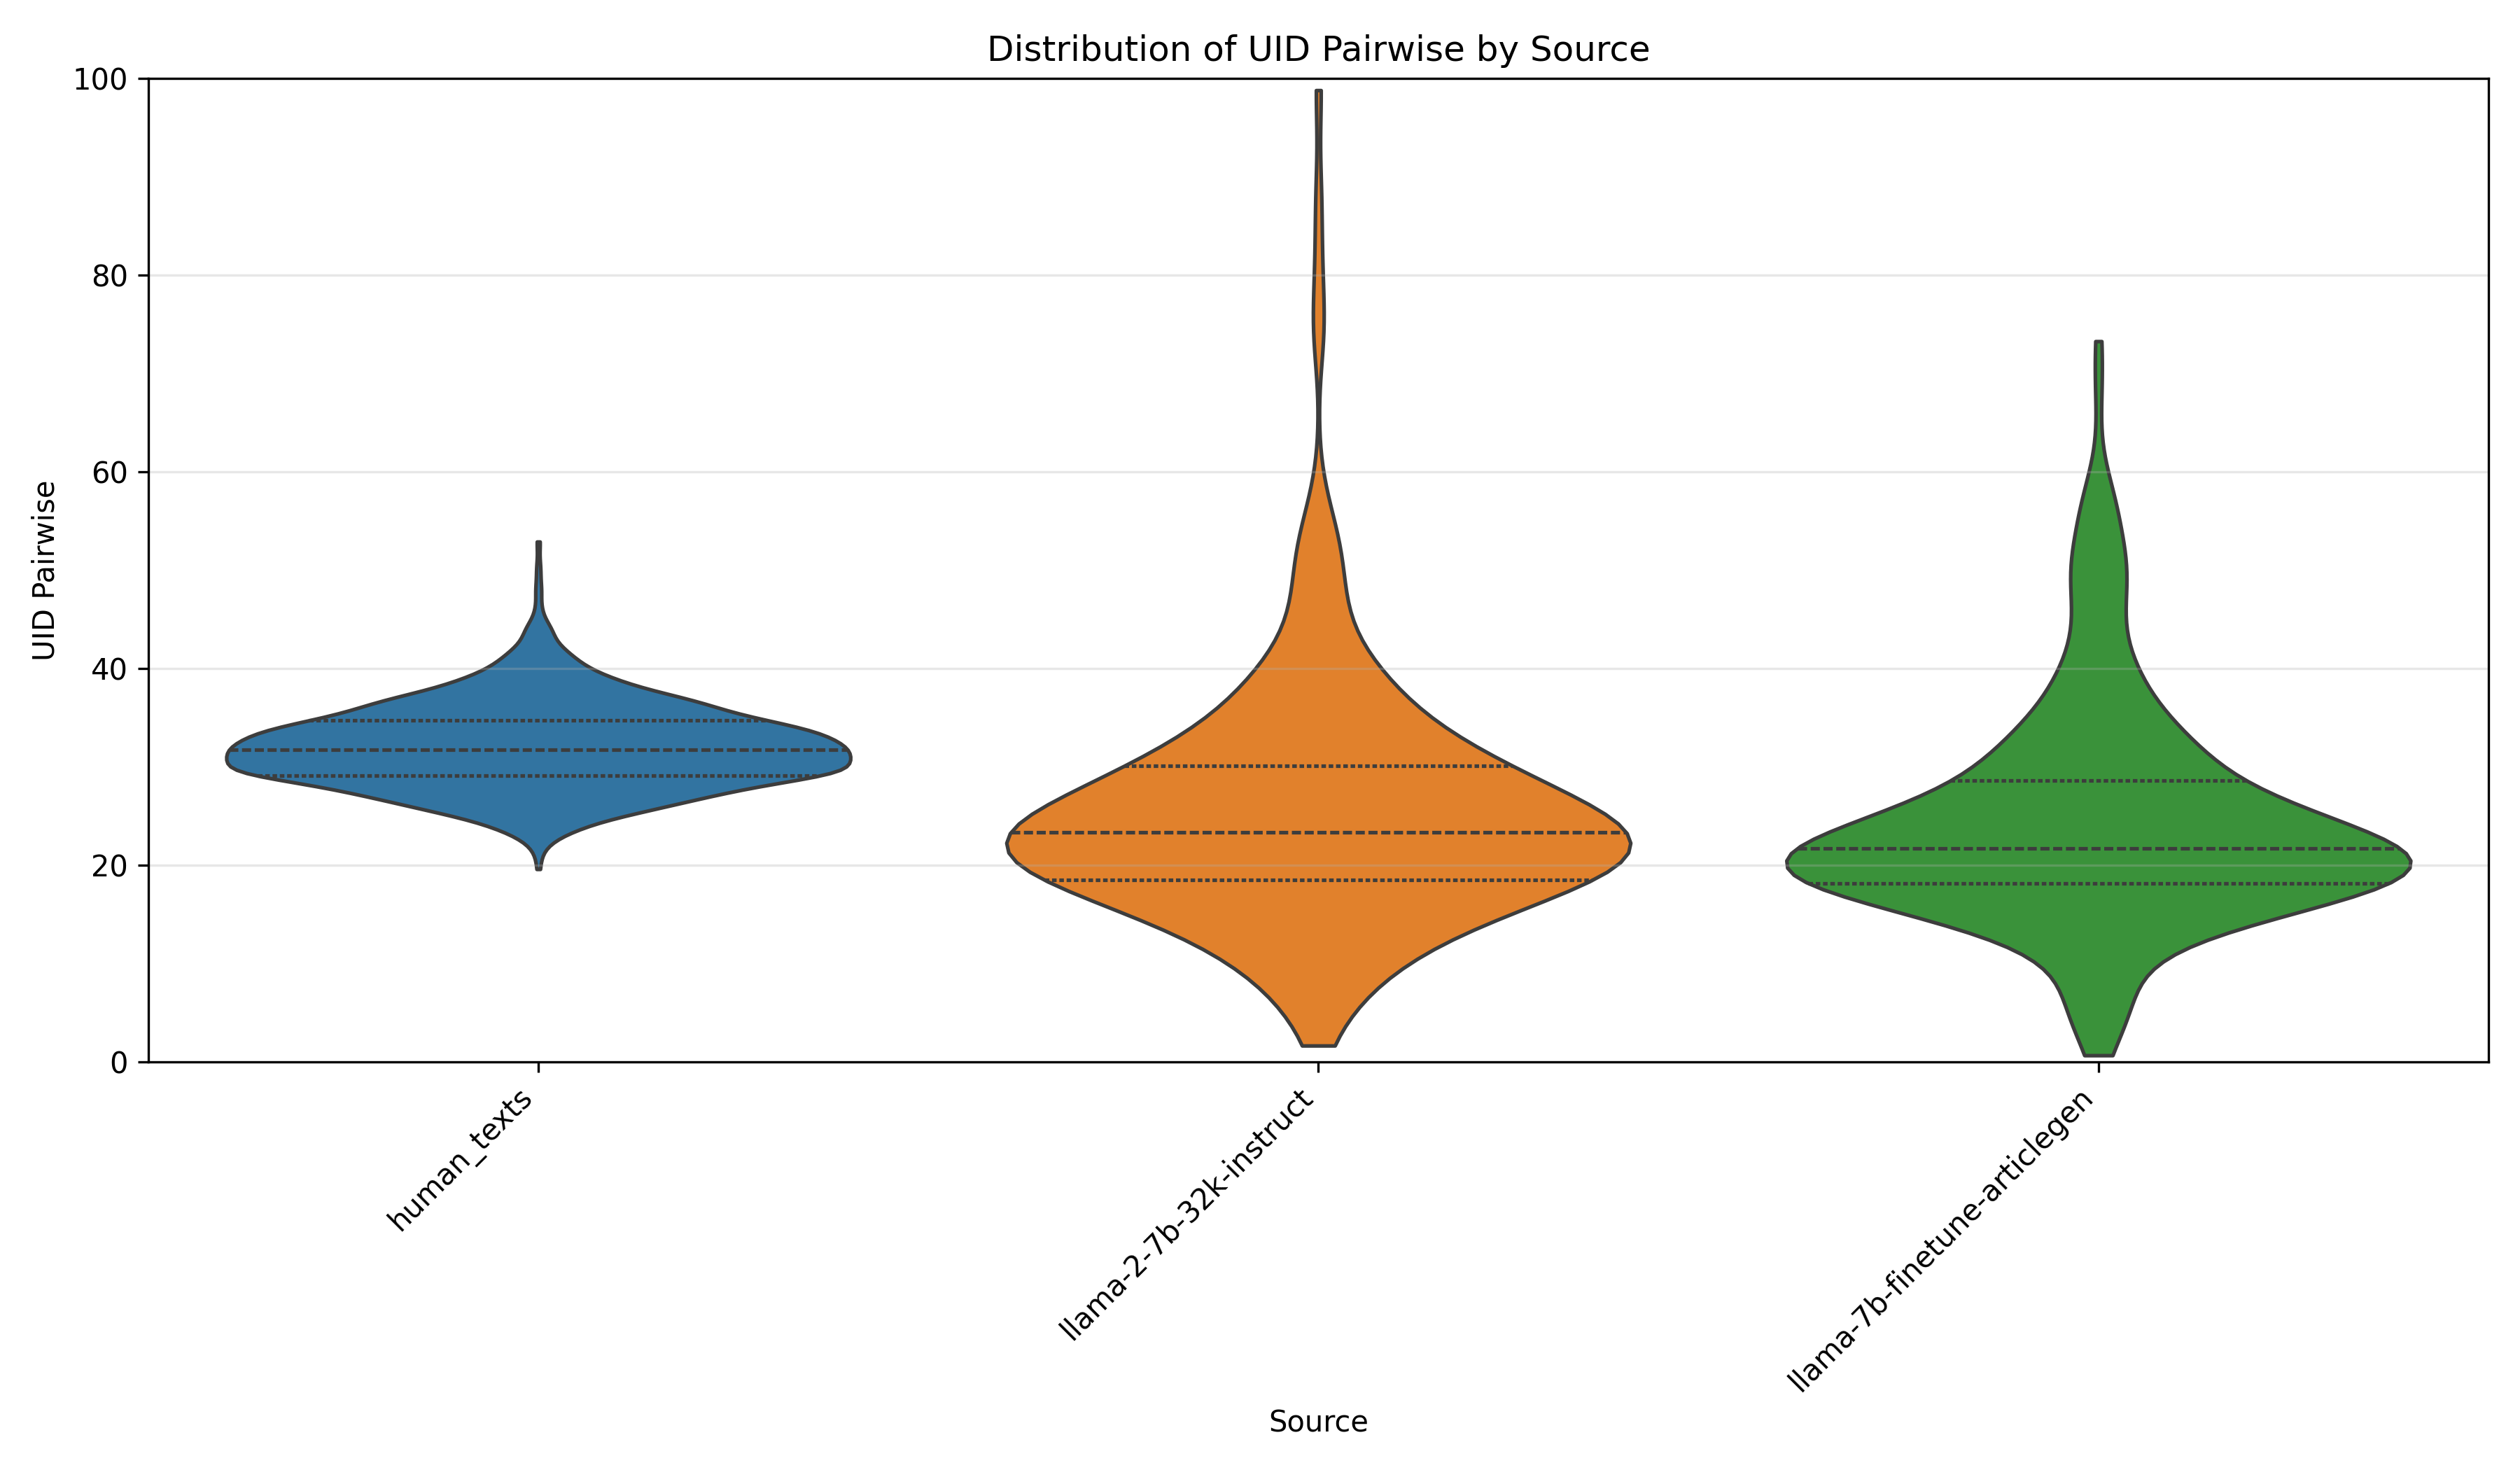 Distribution of UID Pairwise by Source
100
80
60
40
20
0
UID Pairwise
human_texts
llama-2-7b-32k-instruct
llama-7b-finetune-articlegen
Source